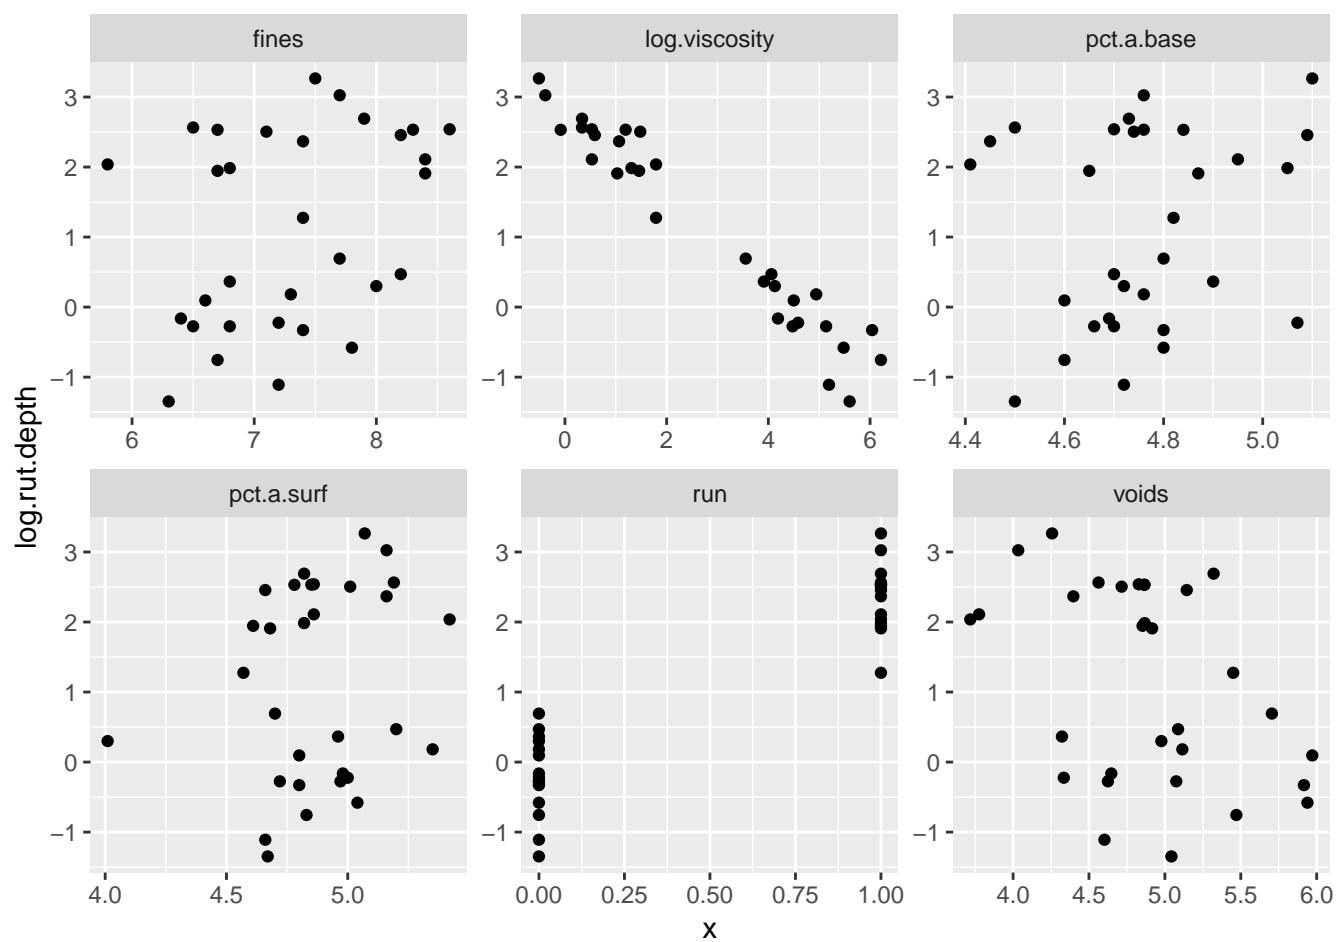 fines log.viscosity pct.a.base
3 3 3
2 2 2
1 1 1
0 0 0
−1 −1 −1
6 7 8 0 2 4 6 4.4 4.6 4.8 5.0
log.rut.depth
pct.a.surf run voids
3 3 3
2 2 2
1 1 1
0 0 0
−1 −1 −1
4.0 4.5 5.0 0.00 0.25 0.50 0.75 1.00 4.0 4.5 5.0 5.5 6.0
x